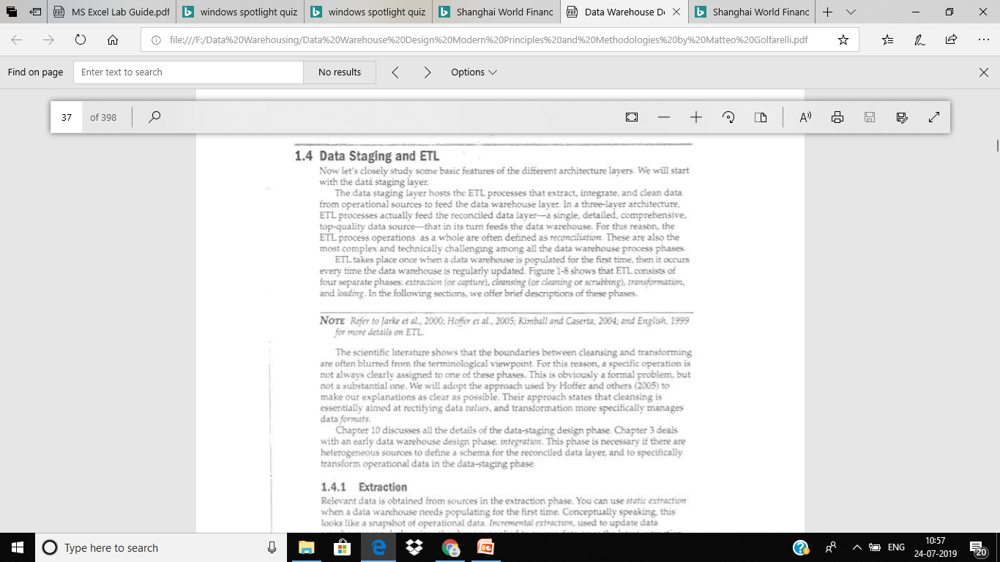 MS Excel Lab Guide.pdf
windows spotlight quiz
windows spotlight quiz
Shanghai World Financ
Data Warehouse De
Shanghai World Financ
file:///F:/Data%20Warehousing/Data%20Warehouse%20Design%20Modern%20Principles%20and%20Methodologies%20by%20Matteo%20Golfarelli.pdf
Find on page
Enter text to search
No results
Options
37 of 398
1.4 Data Staging and ETL
Now let's closely study some basic features of the different architecture layers. We will start
with the data staging layer.
The data staging layer hosts the ETL processes that extract, integrate, and clean data
from operational sources to feed the data warehouse layer. In a three-layer architecture,
ETL processes actually feed the reconciled data layer—a single, detailed, comprehensive,
top-quality data source—that in its turn feeds the data warehouse. For this reason, the
ETL process operations as a whole are often defined as reconciliation. These are also the
most complex and technically challenging among all the data warehouse process phases.
ETL takes place once when a data warehouse is populated for the first time, then it occurs
every time the data warehouse is regularly updated. Figure 1-8 shows that ETL consists of
four separate phases: extraction (or capture), cleansing (or cleaning or scrubbing), transformation,
and loading. In the following sections, we offer brief descriptions of these phases.
NOTE Refer to Jarke et al., 2000; Hoffer et al., 2005; Kimball and Caserta, 2004; and English, 1999
for more details on ETL.
The scientific literature shows that the boundaries between cleansing and transforming
are often blurred from the terminological viewpoint. For this reason, a specific operation is
not always clearly assigned to one of these phases. This is obviously a formal problem, but
not a substantial one. We will adopt the approach used by Hoffer and others (2005) to
make our explanations as clear as possible. Their approach states that cleansing is
essentially aimed at rectifying data values, and transformation more specifically manages
data formats.
Chapter 10 discusses all the details of the data-staging design phase. Chapter 3 deals
with an early data warehouse design phase: integration. This phase is necessary if there are
heterogeneous sources to define a schema for the reconciled data layer, and to specifically
transform operational data in the data-staging phase.
1.4.1 Extraction
Relevant data is obtained from sources in the extraction phase. You can use static extraction
when a data warehouse needs populating for the first time. Conceptually speaking, this
looks like a snapshot of operational data. Incremental extraction, used to update data
Type here to search
ENG
10:57
24-07-2019
20